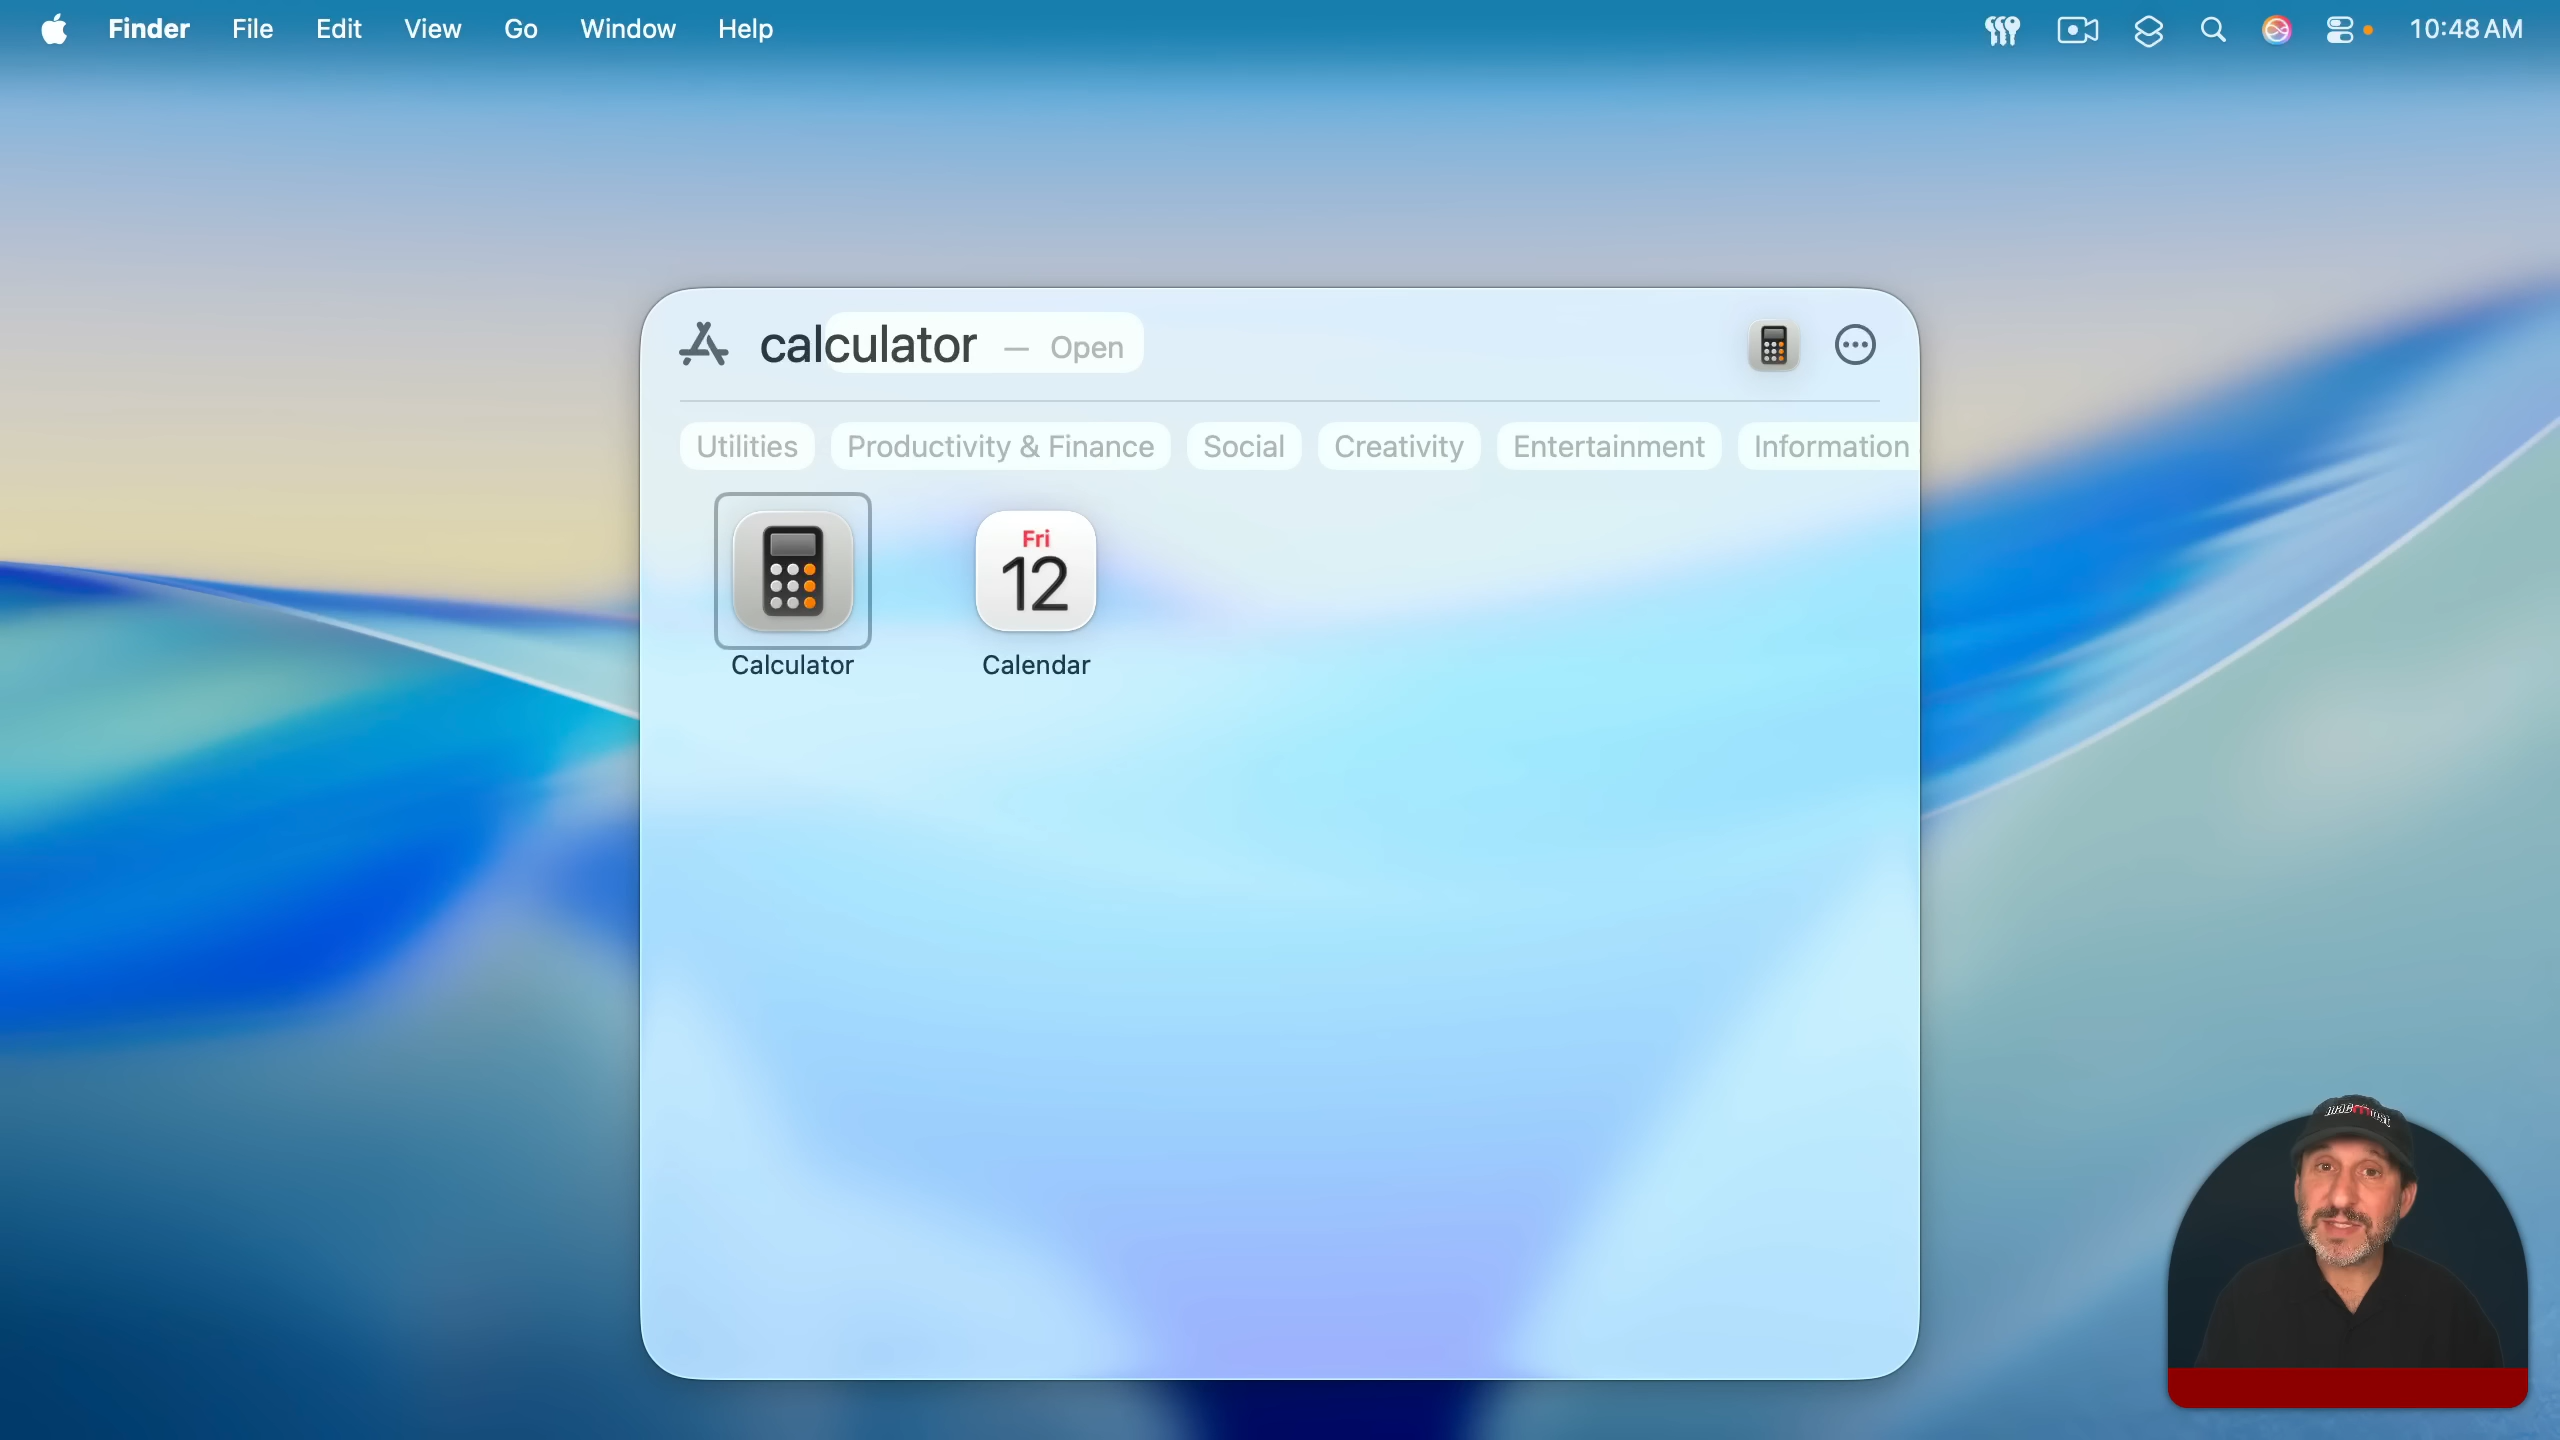 Finder File Edit View Go Window Help 10:48 AM
calculator — Open
Utilities Productivity & Finance Social Creativity Entertainment Information
Fri
12
Calculator Calendar